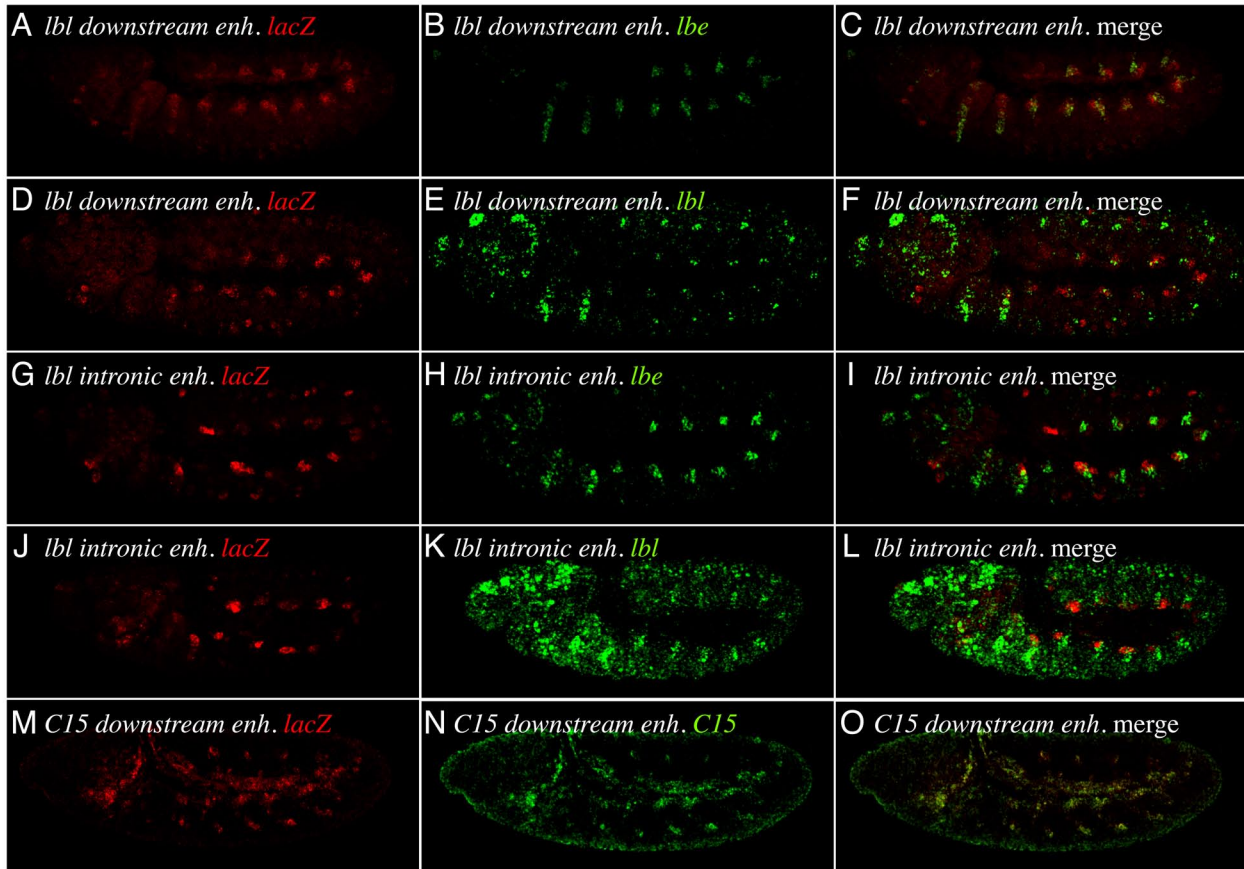 A lbl downstream enh. lacZ
B lbl downstream enh. lbe
C lbl downstream enh. merge
D lbl downstream enh. lacZ
E lbl downstream enh. lbl
F lbl downstream enh. merge
G lbl intronic enh. lacZ
H lbl intronic enh. lbe
I lbl intronic enh. merge
J lbl intronic enh. lacZ
K lbl intronic enh. lbl
L lbl intronic enh. merge
M C15 downstream enh. lacZ
N C15 downstream enh. C15
O C15 downstream enh. merge